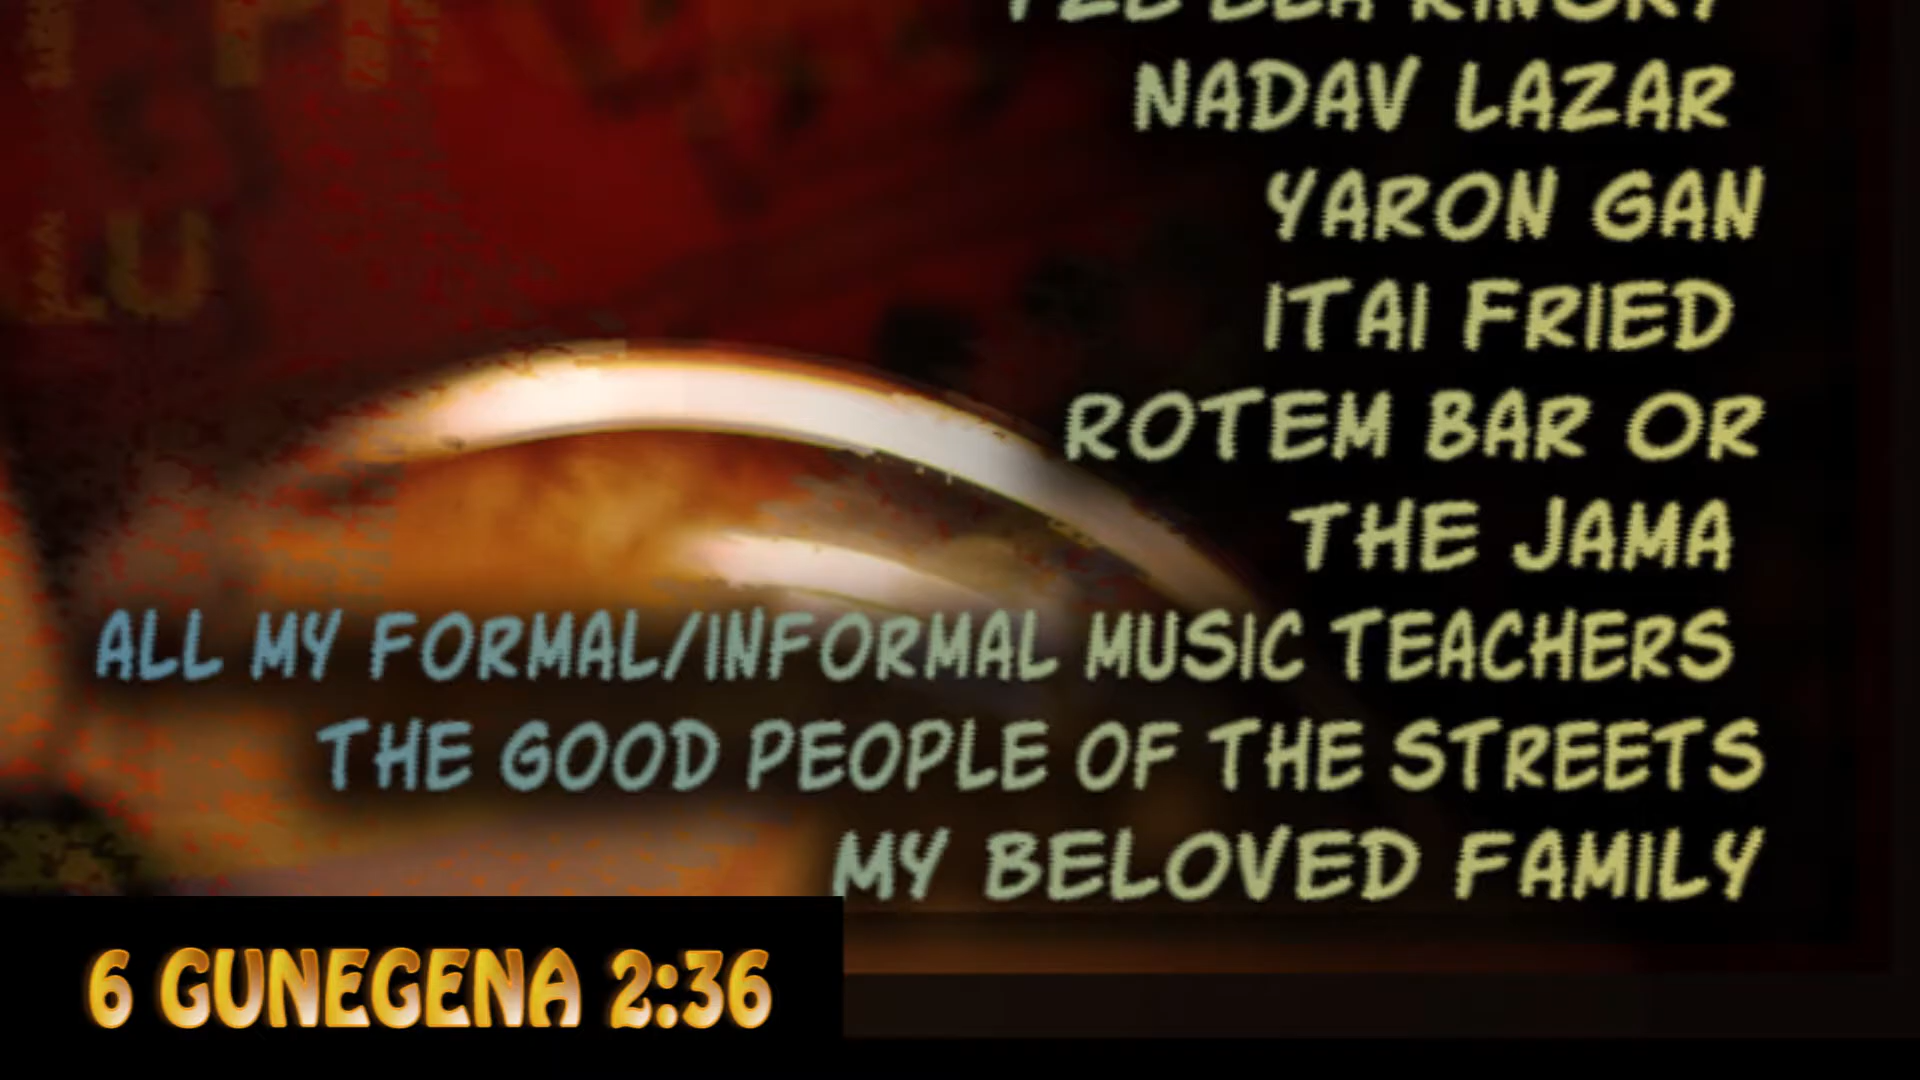 NADAV LAZAR
YARON GAN
ITAI FRIED
ROTEM BAR OR
THE JAMA
ALL MY FORMAL/INFORMAL MUSIC TEACHERS
THE GOOD PEOPLE OF THE STREETS
MY BELOVED FAMILY
6 GUNEGENA 2:36